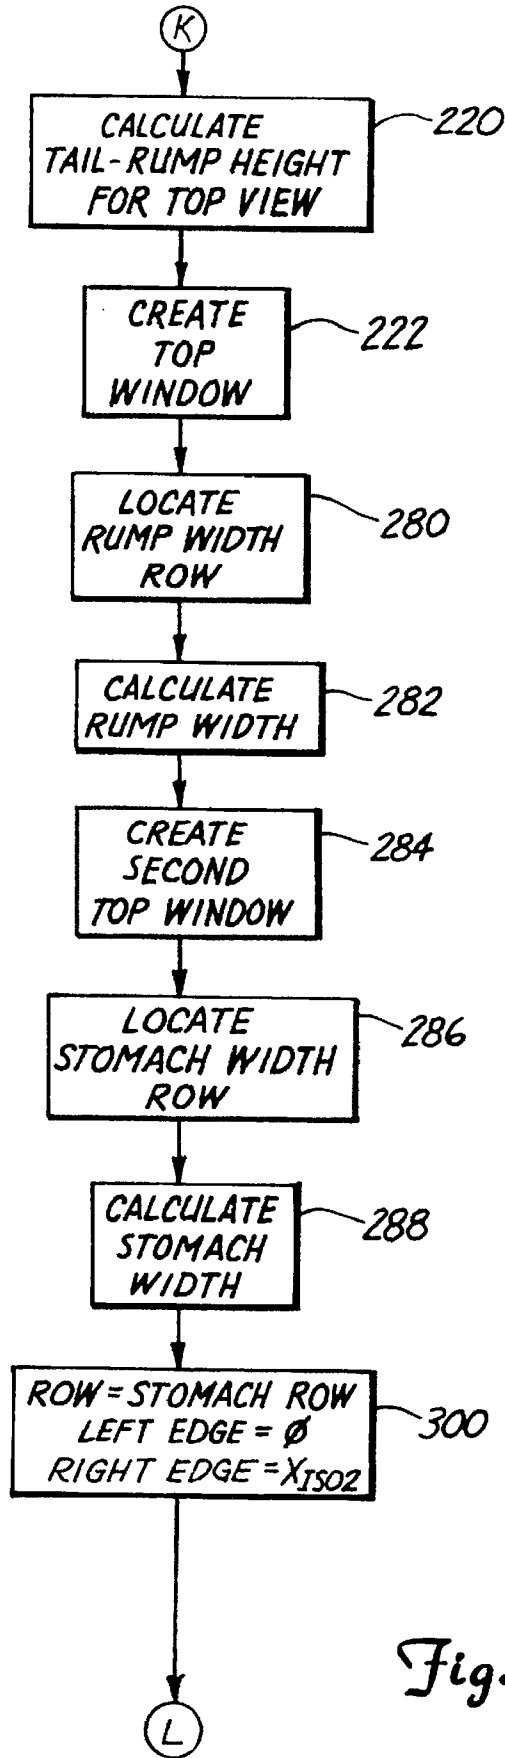 K
CALCULATE
TAIL-RUMP HEIGHT
FOR TOP VIEW
220
CREATE
TOP
WINDOW
222
LOCATE
RUMP WIDTH
ROW
280
CALCULATE
RUMP WIDTH
282
CREATE
SECOND
TOP WINDOW
284
LOCATE
STOMACH WIDTH
ROW
286
CALCULATE
STOMACH
WIDTH
288
ROW = STOMACH ROW
LEFT EDGE = Ø
RIGHT EDGE = XISO2
300
Fig.
L